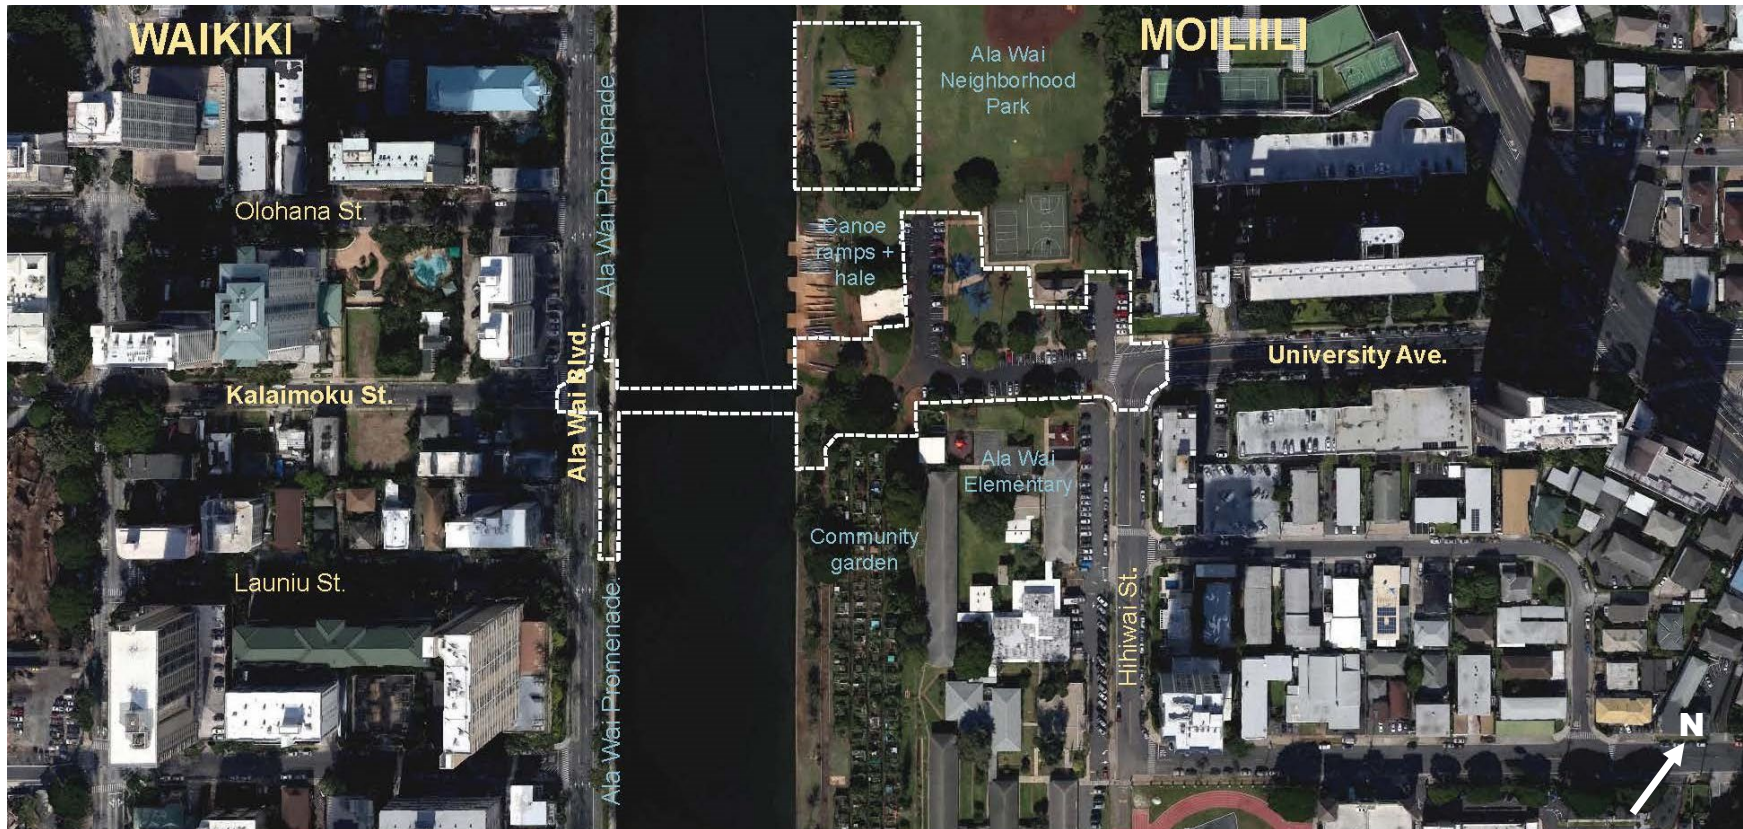 WAIKIKI
MOILIILI
Ala Wai
Neighborhood
Park
Ala Wai Promenade
Olohana St.
Canoe
ramps +
hale
Ala Wai Blvd.
University Ave.
Kalaimoku St.
Ala Wai
Elementary
Community
garden
Launiu St.
Hihiwai St.
Ala Wai Promenade.
N